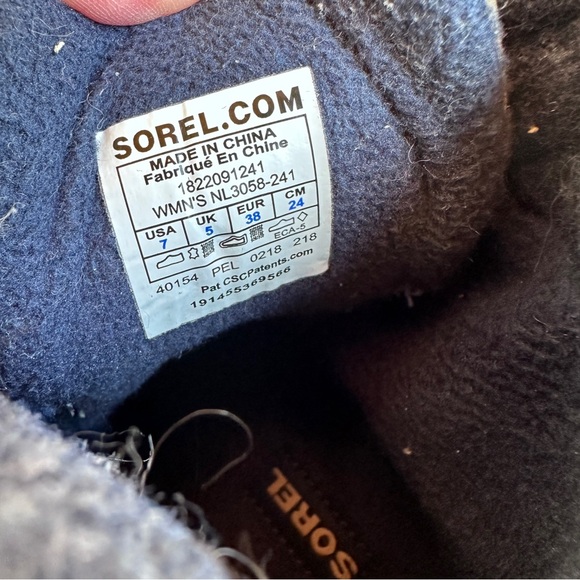 SOREL.COM
MADE IN CHINA
Fabriqué En Chine
1822091241
WMN'S NL3058-241
USA UK EUR CM
7 5 38 24
ECA-5
40154 PEL 0218 218
Pat CSCPatents.com
191455369566
SOREL